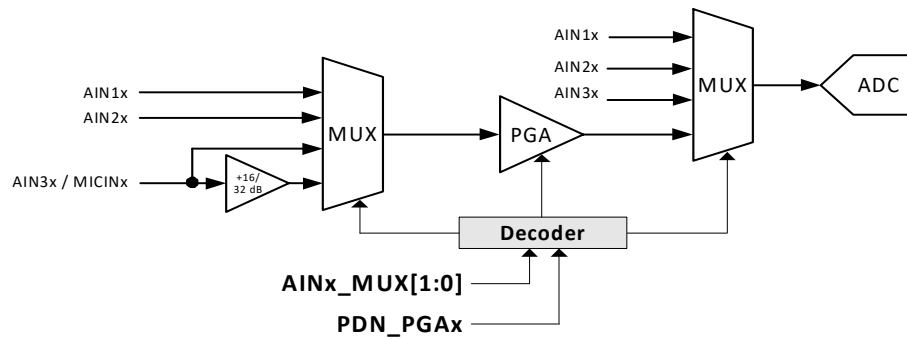 AIN1x
AIN2x
AIN3x
MUX
ADC
AIN1x
AIN2x
AIN3x / MICINx
+16/
32 dB
MUX
PGA
Decoder
AINx_MUX[1:0]
PDN_PGAx